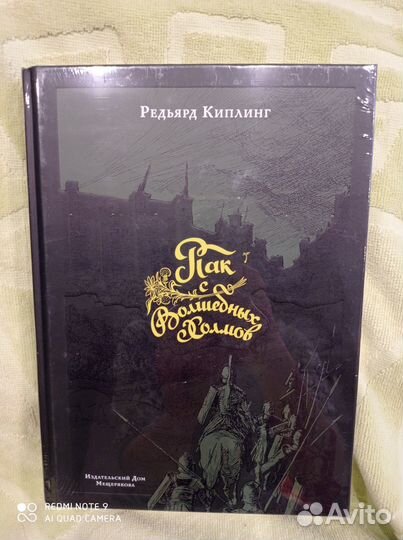 Редьярд Киплинг
Пак
с
Волшебных
Холмов
Издательский Дом
Мещерякова
REDMI NOTE 9
AI QUAD CAMERA
Avito